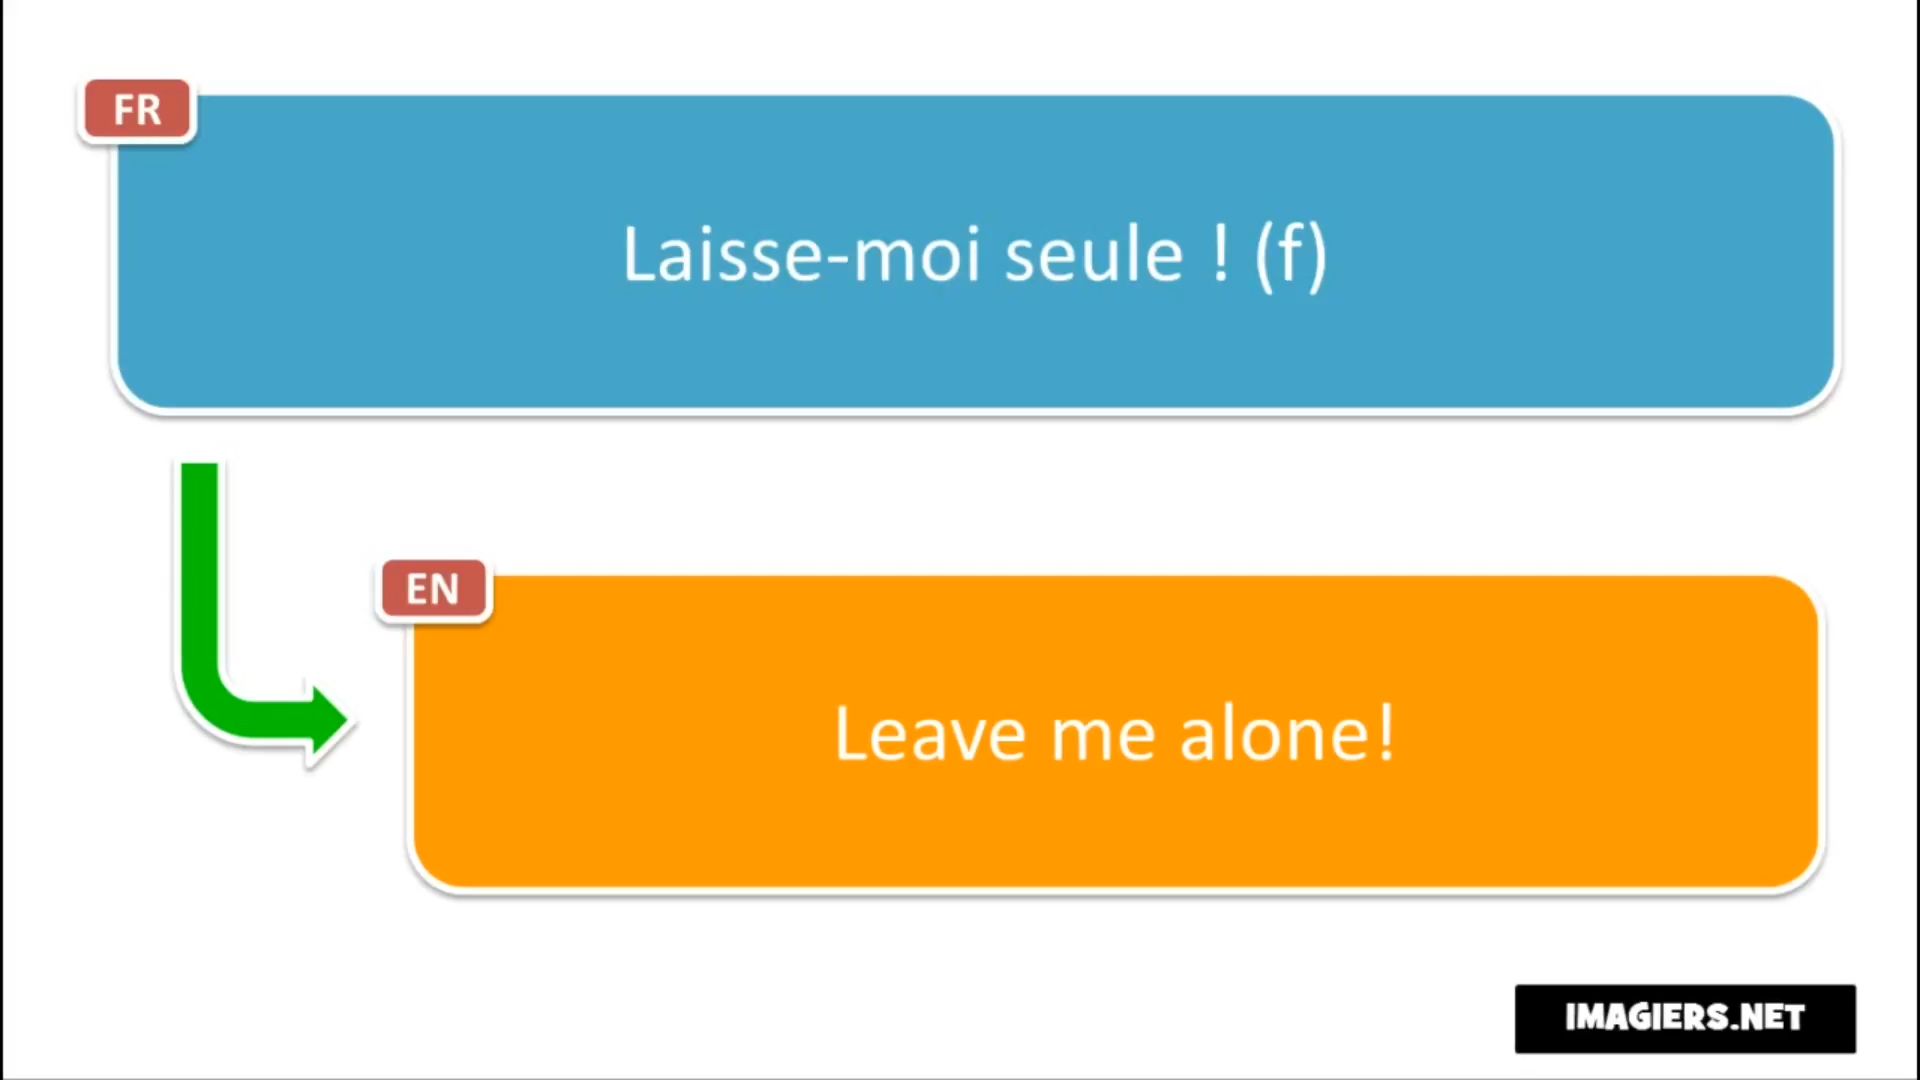 FR
Laisse-moi seule ! (f)
EN
Leave me alone!
IMAGIERS.NET